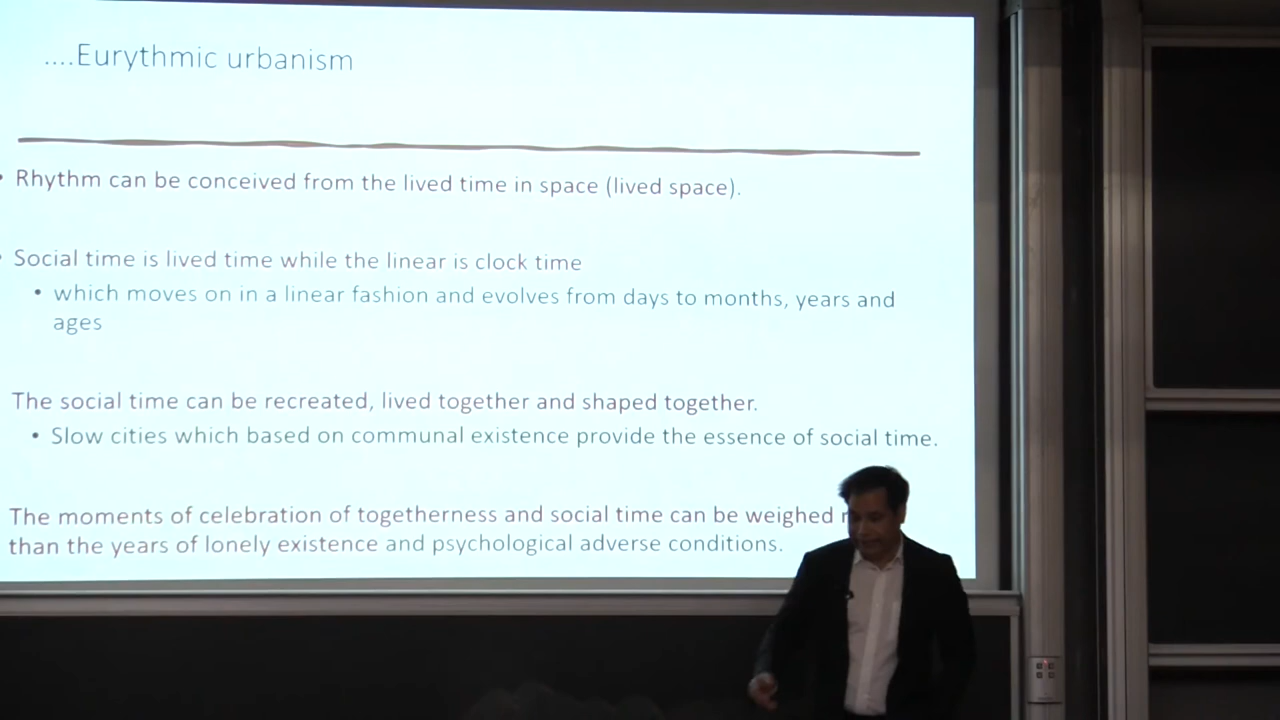 ....Eurythmic urbanism
• Rhythm can be conceived from the lived time in space (lived space).
• Social time is lived time while the linear is clock time
• which moves on in a linear fashion and evolves from days to months, years and
ages
The social time can be recreated, lived together and shaped together.
• Slow cities which based on communal existence provide the essence of social time.
The moments of celebration of togetherness and social time can be weighed
than the years of lonely existence and psychological adverse conditions.